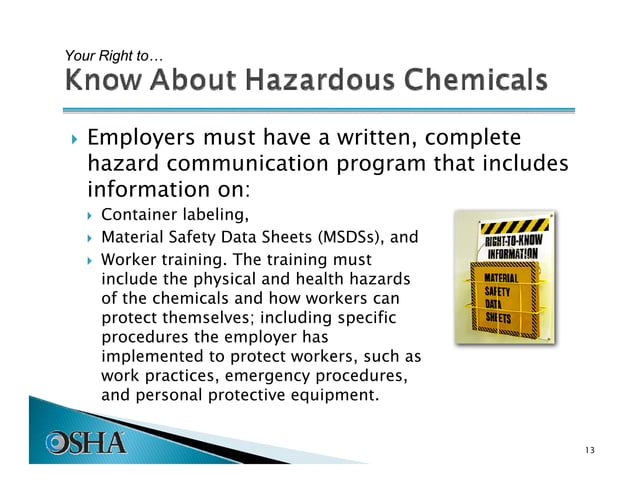 Your Right to…
Know About Hazardous Chemicals
Employers must have a written, complete
hazard communication program that includes
information on:
Container labeling,
Material Safety Data Sheets (MSDSs), and
Worker training. The training must
include the physical and health hazards
of the chemicals and how workers can
protect themselves; including specific
procedures the employer has
implemented to protect workers, such as
work practices, emergency procedures,
and personal protective equipment.
RIGHT-TO-KNOW
INFORMATION
MATERIAL
SAFETY
DATA
SHEETS
OSHA
13